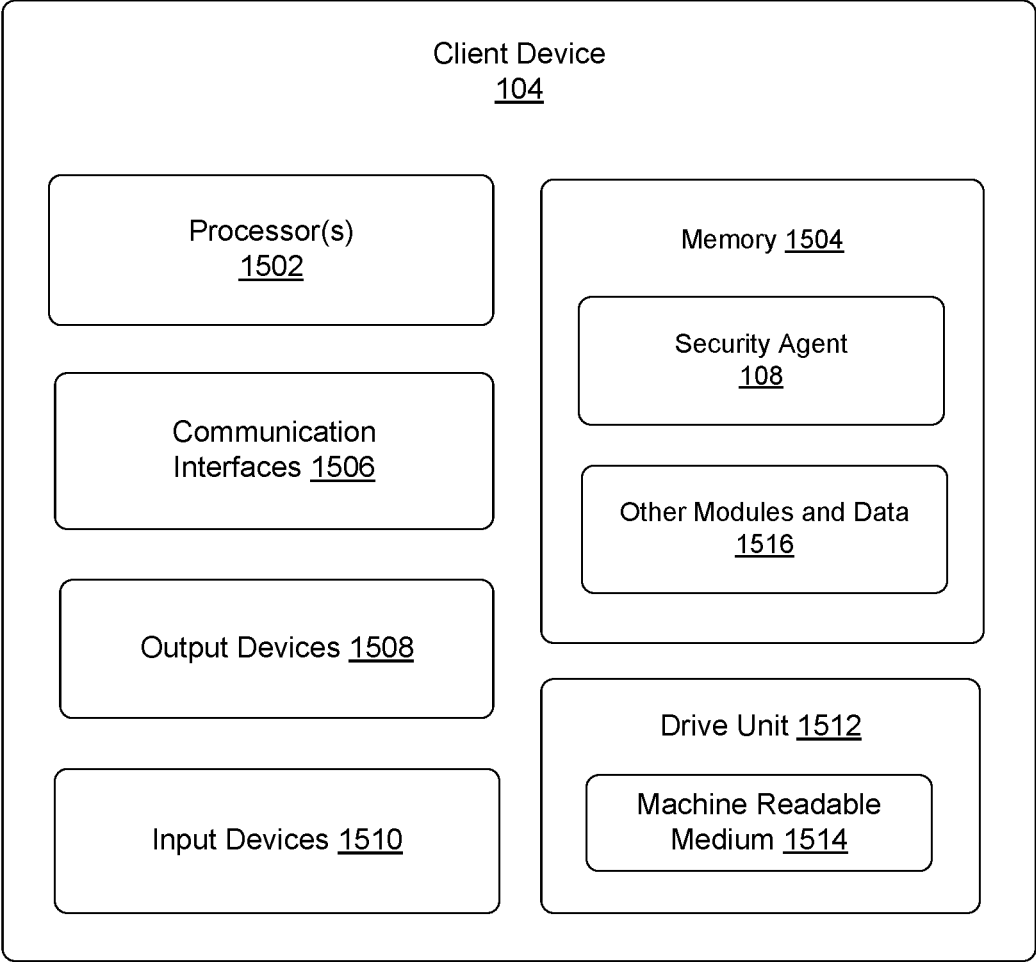 Client Device
104
Processor(s)
1502
Communication
Interfaces 1506
Output Devices 1508
Input Devices 1510
Memory 1504
Security Agent
108
Other Modules and Data
1516
Drive Unit 1512
Machine Readable
Medium 1514